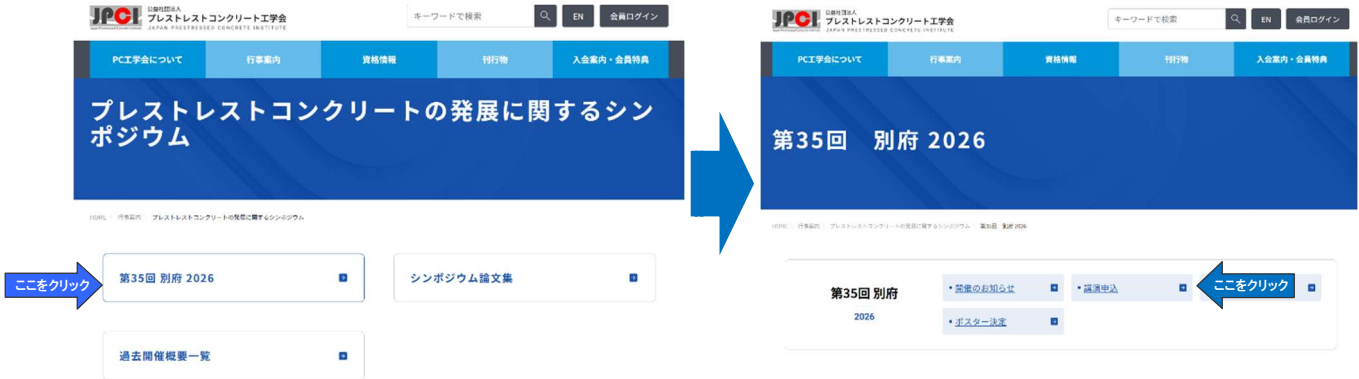 JPCI 公益社団法人
プレストレストコンクリート工学会
JAPAN PRESTRESSED CONCRETE INSTITUTE
キーワードで検索
EN
会員ログイン
PC工学会について
行事案内
資格情報
刊行物
入会案内・会員特典
プレストレストコンクリートの発展に関するシン
ポジウム
HOME 行事案内 プレストレストコンクリートの発展に関するシンポジウム
ここをクリック
第35回 別府 2026
シンポジウム論文集
過去開催概要一覧
JPCI 公益社団法人
プレストレストコンクリート工学会
JAPAN PRESTRESSED CONCRETE INSTITUTE
キーワードで検索
EN
会員ログイン
PC工学会について
行事案内
資格情報
刊行物
入会案内・会員特典
第35回 別府 2026
HOME 行事案内 プレストレストコンクリートの発展に関するシンポジウム 第35回 別府 2026
第35回 別府
2026
・開催のお知らせ
・講演申込
ここをクリック
・ポスター決定